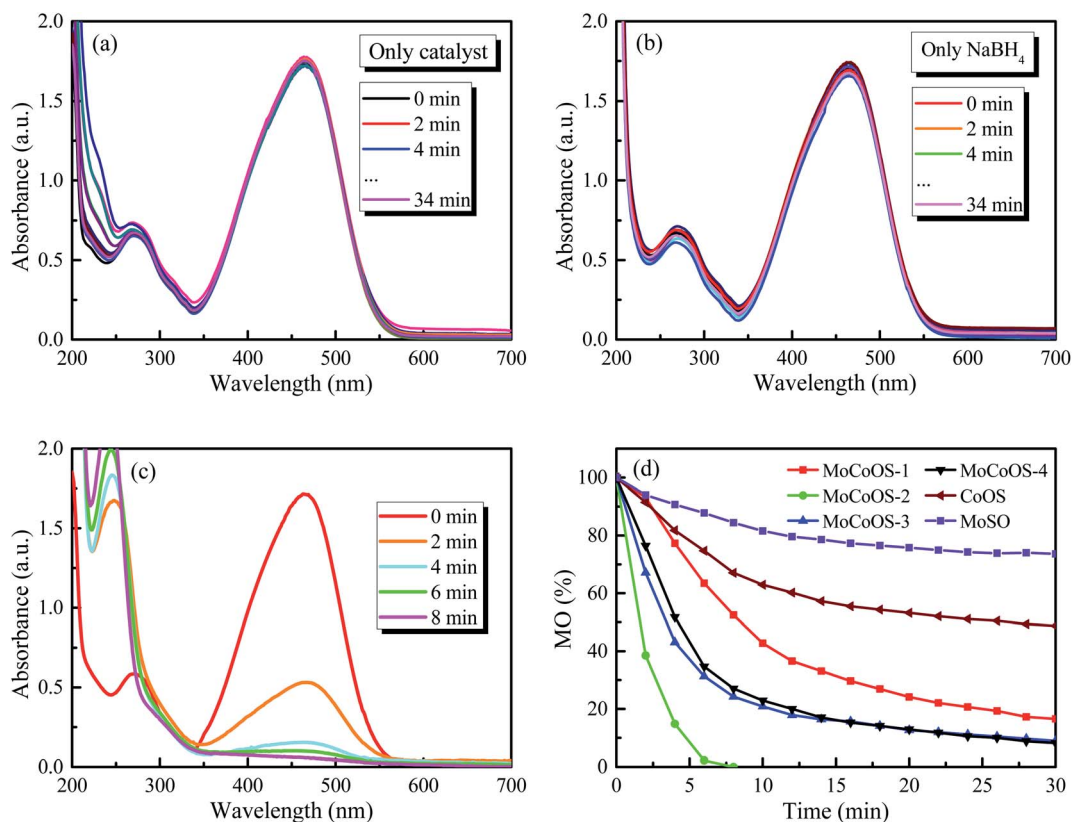 (a)
Only catalyst
0 min
2 min
4 min
...
34 min
Absorbance (a.u.)
2.0
1.5
1.0
0.5
0.0
200 300 400 500 600 700
Wavelength (nm)
(b)
Only NaBH4
0 min
2 min
4 min
...
34 min
Absorbance (a.u.)
2.0
1.5
1.0
0.5
0.0
200 300 400 500 600 700
Wavelength (nm)
(c)
0 min
2 min
4 min
6 min
8 min
Absorbance (a.u.)
2.0
1.5
1.0
0.5
0.0
200 300 400 500 600 700
Wavelength (nm)
(d)
MoCoOS-1 MoCoOS-4
MoCoOS-2 CoOS
MoCoOS-3 MoSO
MO (%)
100
80
60
40
20
0
0 5 10 15 20 25 30
Time (min)